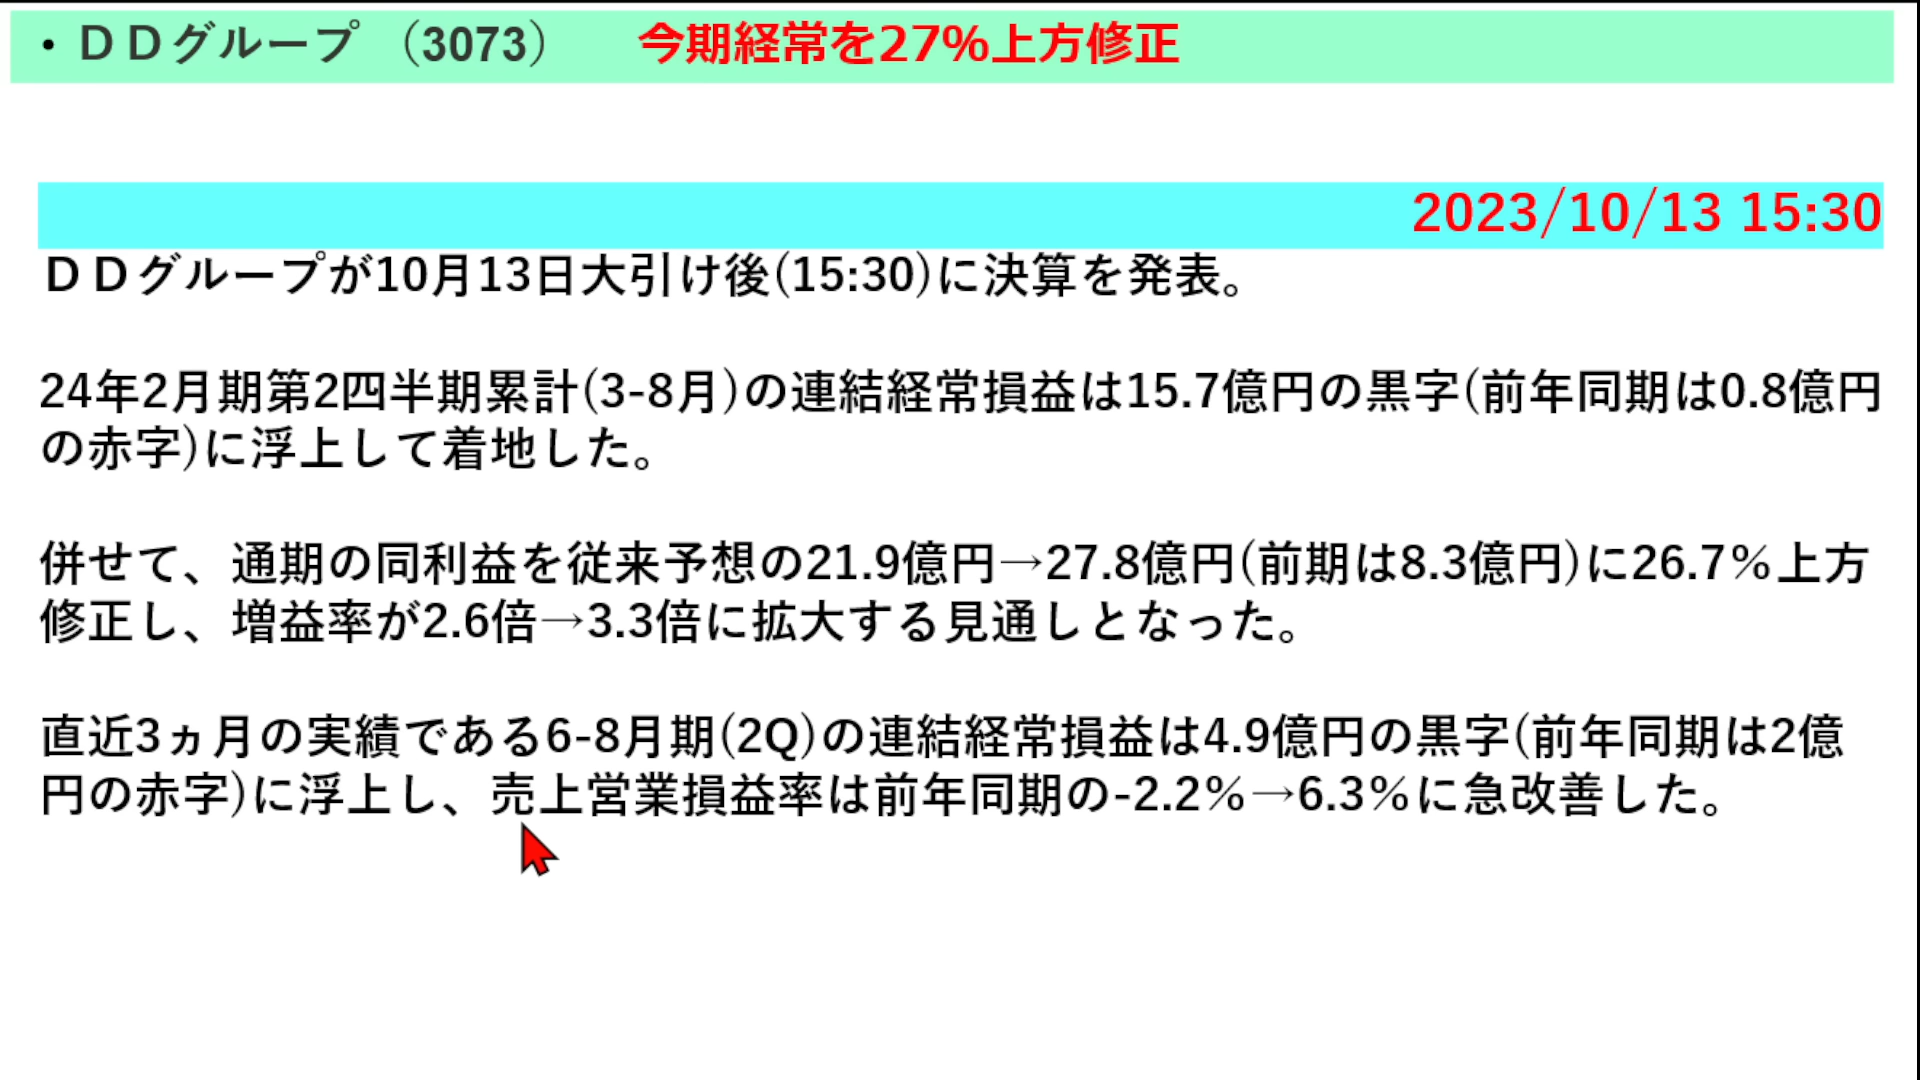 ・ＤＤグループ （3073） 今期経常を27%上方修正
2023/10/13 15:30
ＤＤグループが10月13日大引け後(15:30)に決算を発表。
24年2月期第2四半期累計(3-8月)の連結経常損益は15.7億円の黒字(前年同期は0.8億円
の赤字)に浮上して着地した。
併せて、通期の同利益を従来予想の21.9億円→27.8億円(前期は8.3億円)に26.7％上方
修正し、増益率が2.6倍→3.3倍に拡大する見通しとなった。
直近3ヵ月の実績である6-8月期(2Q)の連結経常損益は4.9億円の黒字(前年同期は2億
円の赤字)に浮上し、売上営業損益率は前年同期の-2.2％→6.3％に急改善した。